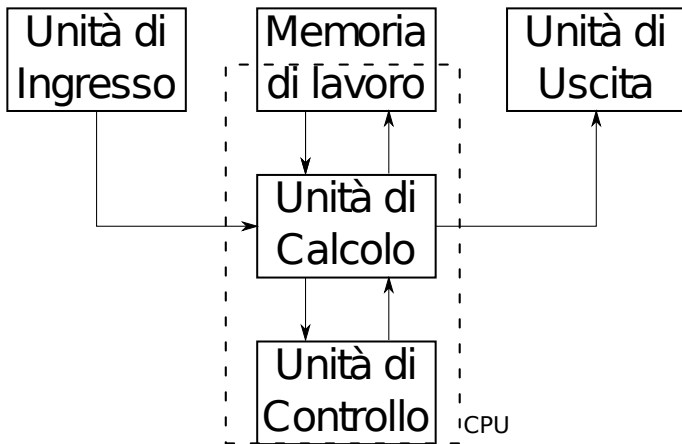 Unità di
Ingresso
Memoria
di lavoro
Unità di
Uscita
Unità di
Calcolo
Unità di
Controllo
CPU